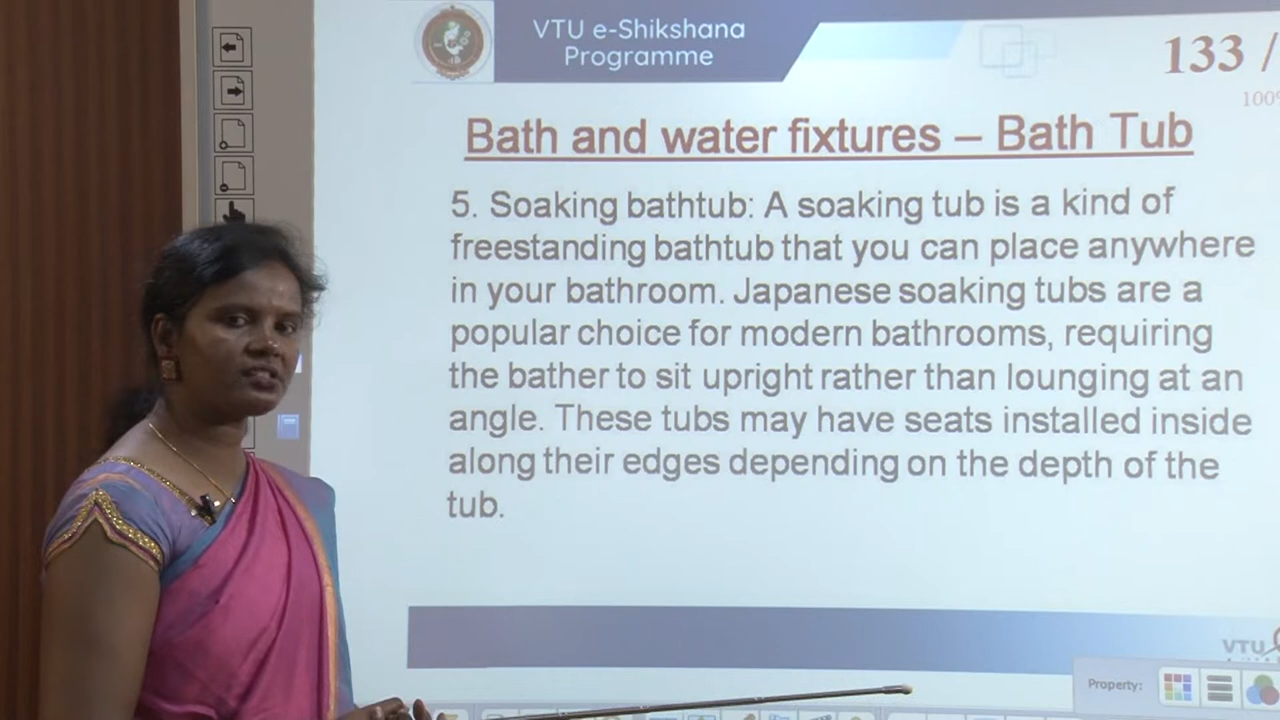 VTU e-Shikshana
Programme
133 /
100%
Bath and water fixtures – Bath Tub
5. Soaking bathtub: A soaking tub is a kind of
freestanding bathtub that you can place anywhere
in your bathroom. Japanese soaking tubs are a
popular choice for modern bathrooms, requiring
the bather to sit upright rather than lounging at an
angle. These tubs may have seats installed inside
along their edges depending on the depth of the
tub.
VTU
Property: